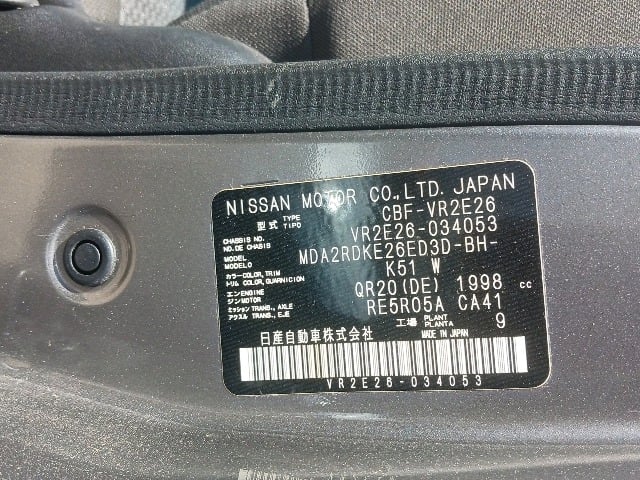 NISSAN MOTOR CO.,LTD. JAPAN
型式 TYPE TIPO CBF-VR2E26
CHASSIS NO. NO. DE CHASIS VR2E26-034053
MODEL MODELO MDA2RDKE26ED3D-BH-
カラー COLOR, TRIM トリム COLOR, GUARNICION K51 W
エンジン ENGINE MOTOR QR20(DE) 1998 cc
ミッション TRANS., AXLE アクスル TRANS., EJE RE5R05A CA41
工場 PLANT PLANTA 9
日産自動車株式会社 MADE IN JAPAN
VR2E26-034053